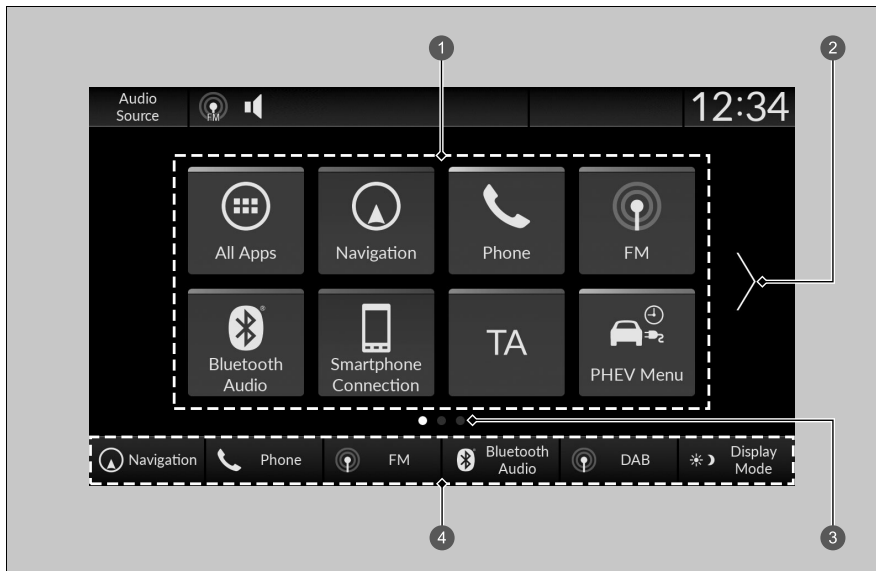 1
2
Audio
Source
FM
12:34
All Apps
Navigation
Phone
FM
Bluetooth
Audio
Smartphone
Connection
TA
PHEV Menu
3
Navigation
Phone
FM
Bluetooth
Audio
DAB
Display
Mode
4